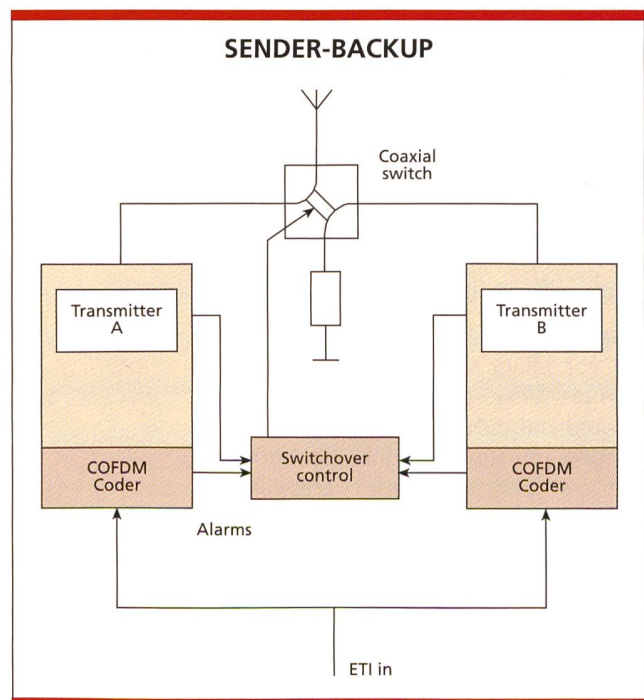 SENDER-BACKUP
Coaxial
switch
Transmitter
A
Transmitter
B
COFDM
Coder
Switchover
control
COFDM
Coder
Alarms
ETI in